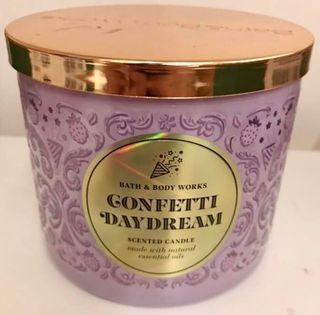 BATH & BODY WORKS
CONFETTI
DAYDREAM
SCENTED CANDLE
made with natural
essential oils